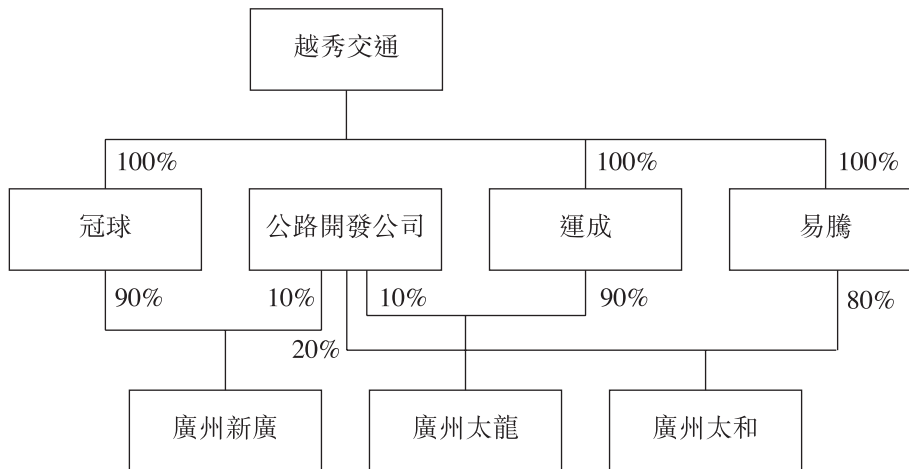 越秀交通
100%
100%
100%
冠球
公路開發公司
運成
易騰
90%
10%
10%
90%
80%
20%
廣州新廣
廣州太龍
廣州太和